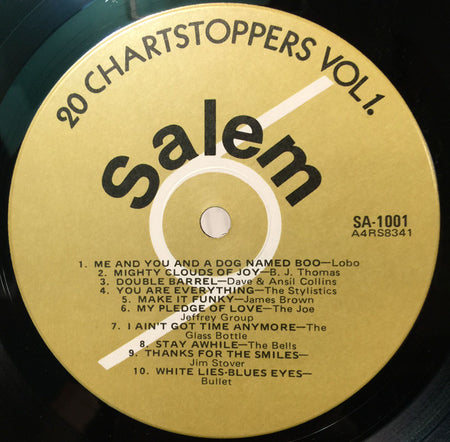 20 CHARTSTOPPERS VOL 1.
Salem
SA-1001
A4RS8341
1. ME AND YOU AND A DOG NAMED BOO—Lobo
2. MIGHTY CLOUDS OF JOY—B. J. Thomas
3. DOUBLE BARREL—Dave & Ansil Collins
4. YOU ARE EVERYTHING—The Stylistics
5. MAKE IT FUNKY—James Brown
6. MY PLEDGE OF LOVE—The Joe
Jeffrey Group
7. I AIN'T GOT TIME ANYMORE—The
Glass Bottle
8. STAY AWHILE—The Bells
9. THANKS FOR THE SMILES—
Jim Stover
10. WHITE LIES-BLUES EYES—
Bullet